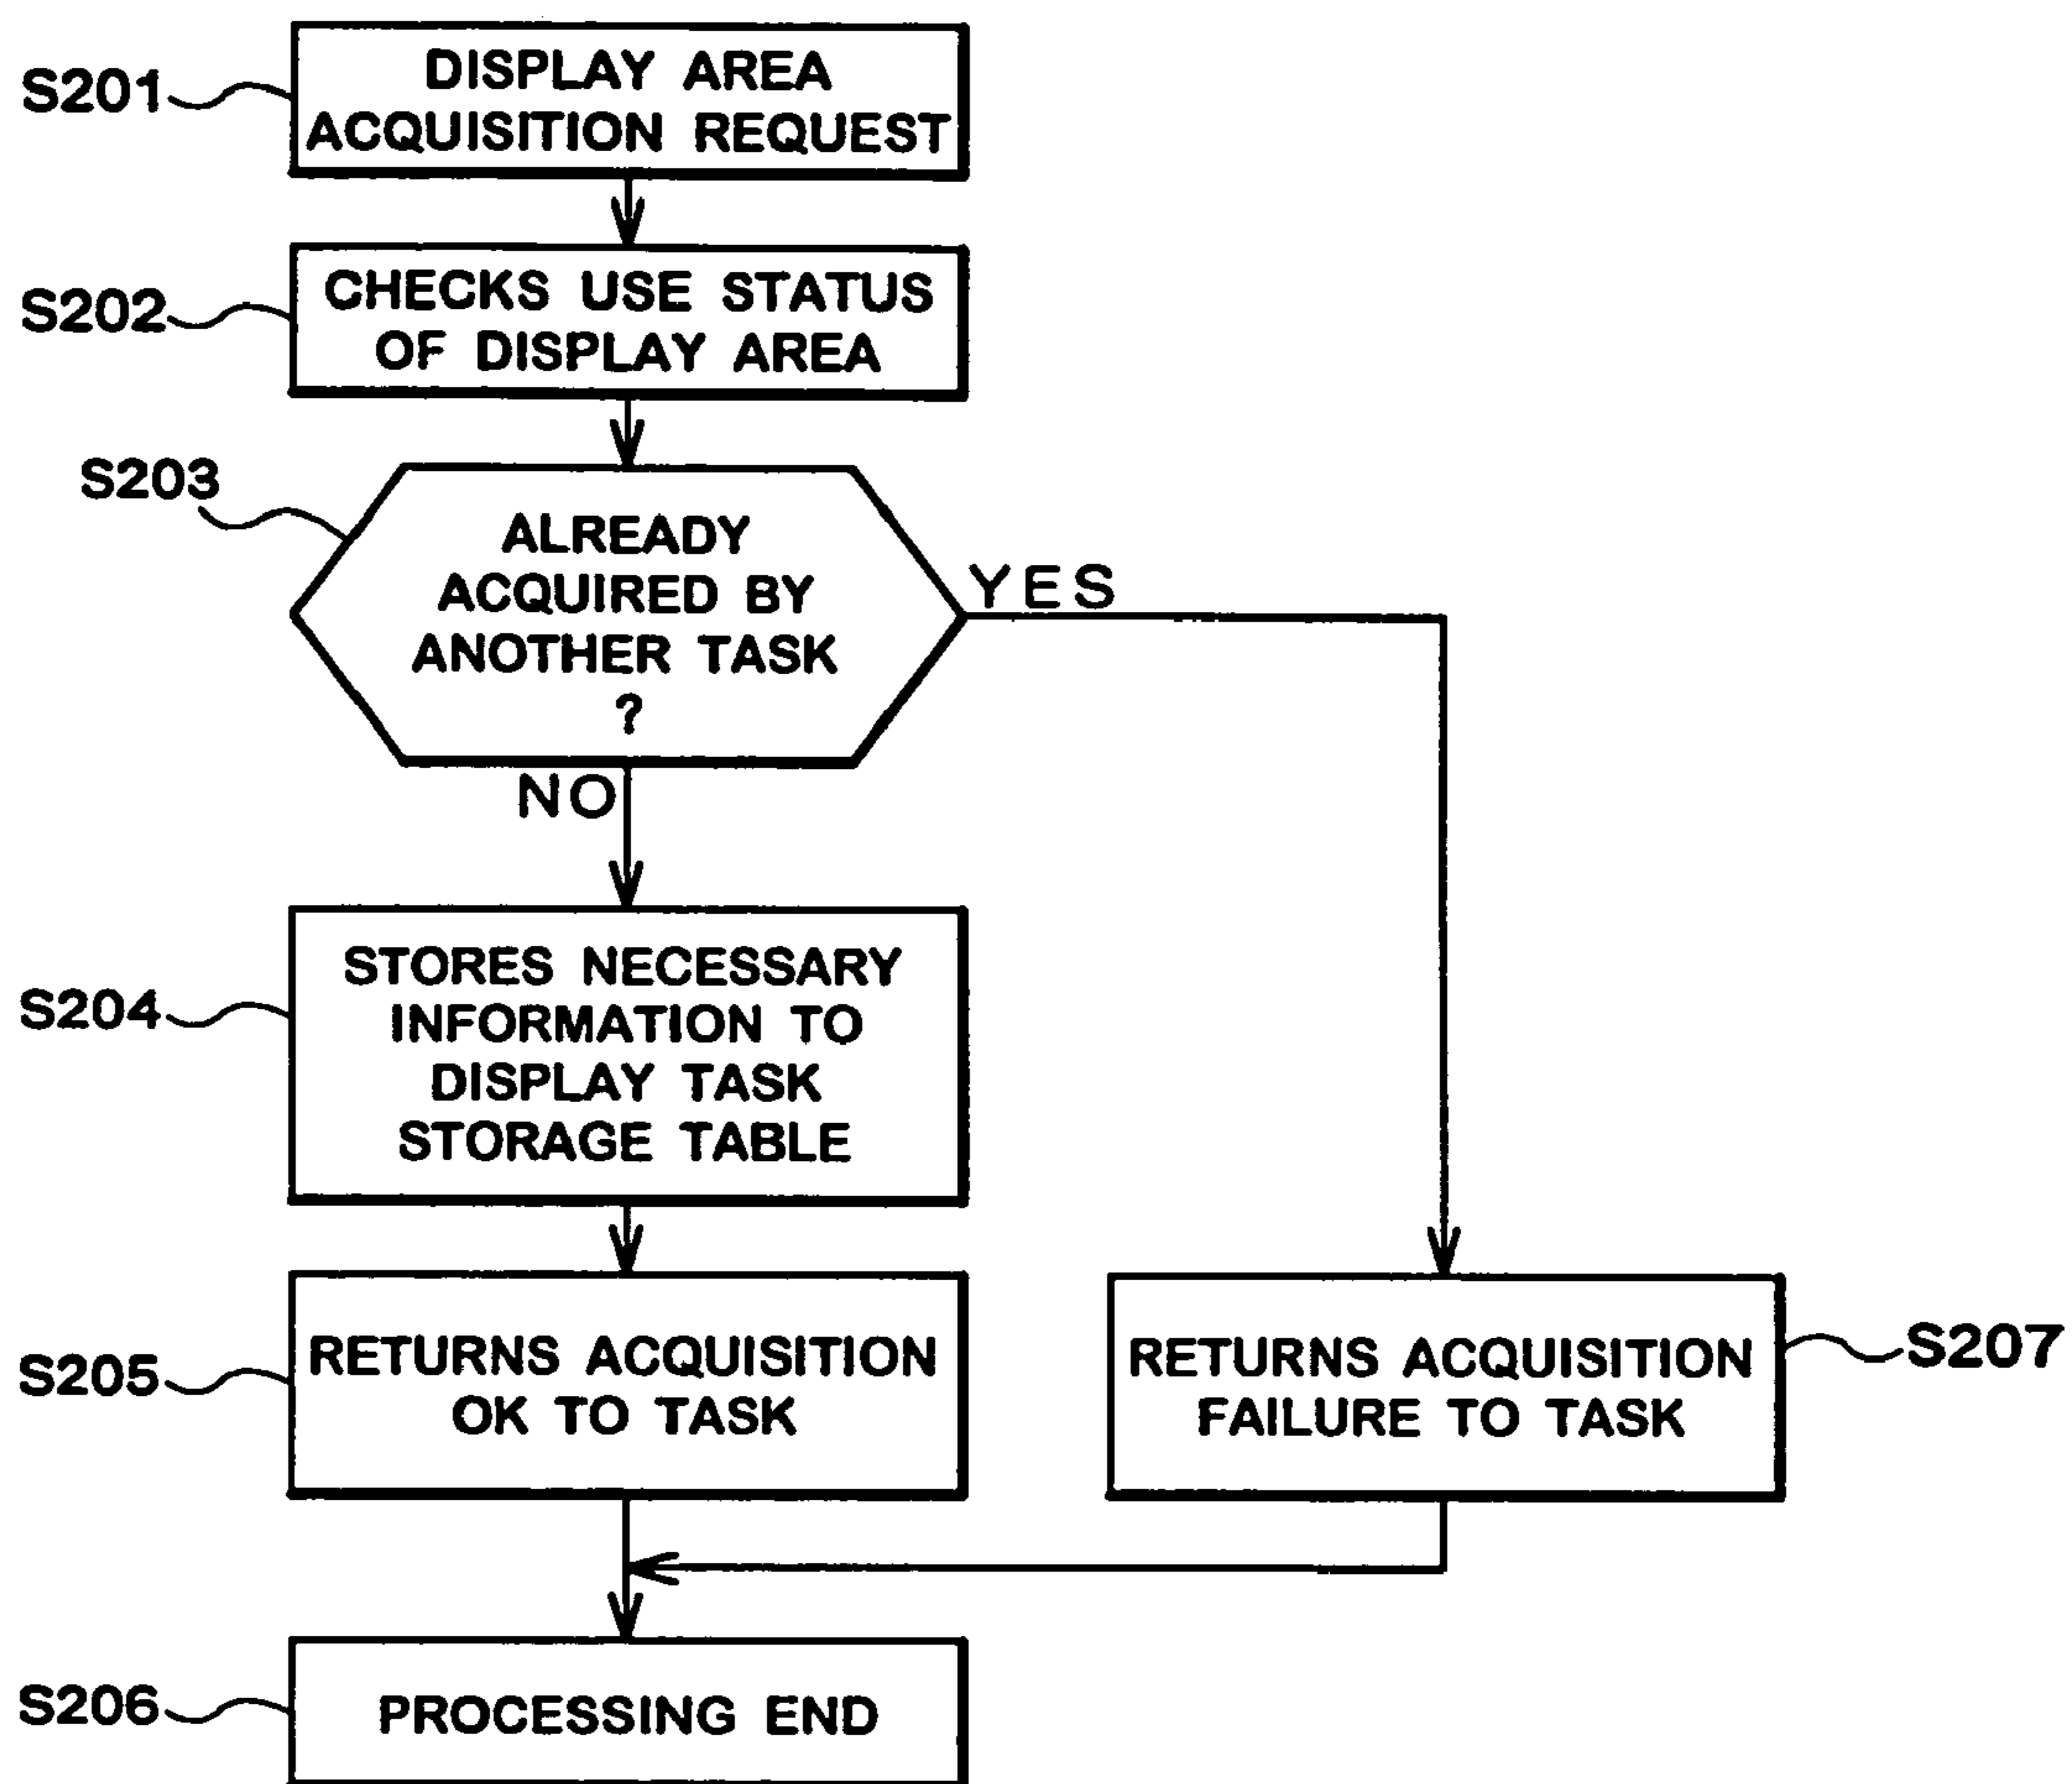 S201
DISPLAY AREA
ACQUISITION REQUEST
S202
CHECKS USE STATUS
OF DISPLAY AREA
S203
ALREADY
ACQUIRED BY
ANOTHER TASK
?
YES
NO
S204
STORES NECESSARY
INFORMATION TO
DISPLAY TASK
STORAGE TABLE
S205
RETURNS ACQUISITION
OK TO TASK
RETURNS ACQUISITION
FAILURE TO TASK
S207
S206
PROCESSING END